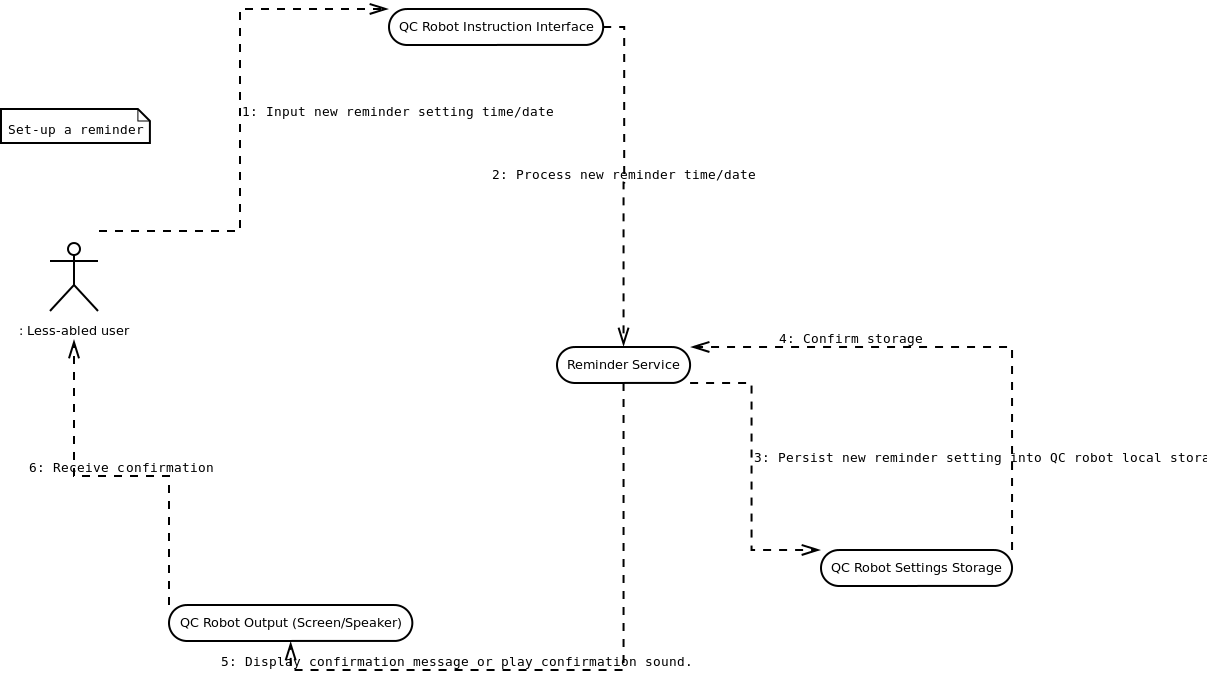 QC Robot Instruction Interface
1: Input new reminder setting time/date
Set-up a reminder
2: Process new reminder time/date
: Less-abled user
4: Confirm storage
Reminder Service
3: Persist new reminder setting into QC robot local stora
6: Receive confirmation
QC Robot Settings Storage
QC Robot Output (Screen/Speaker)
5: Display confirmation message or play confirmation sound.